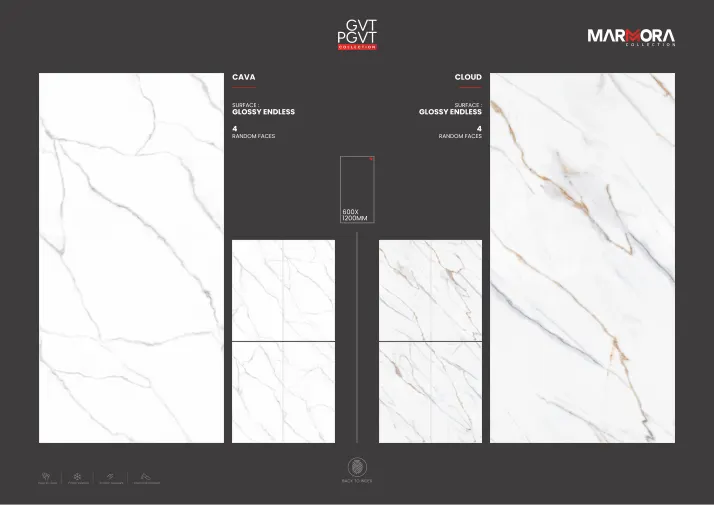 GVT
PGVT
COLLECTION
MARMORA
COLLECTION
CAVA
SURFACE :
GLOSSY ENDLESS
4
RANDOM FACES
CLOUD
SURFACE :
GLOSSY ENDLESS
4
RANDOM FACES
600X
1200MM
BACK TO INDEX